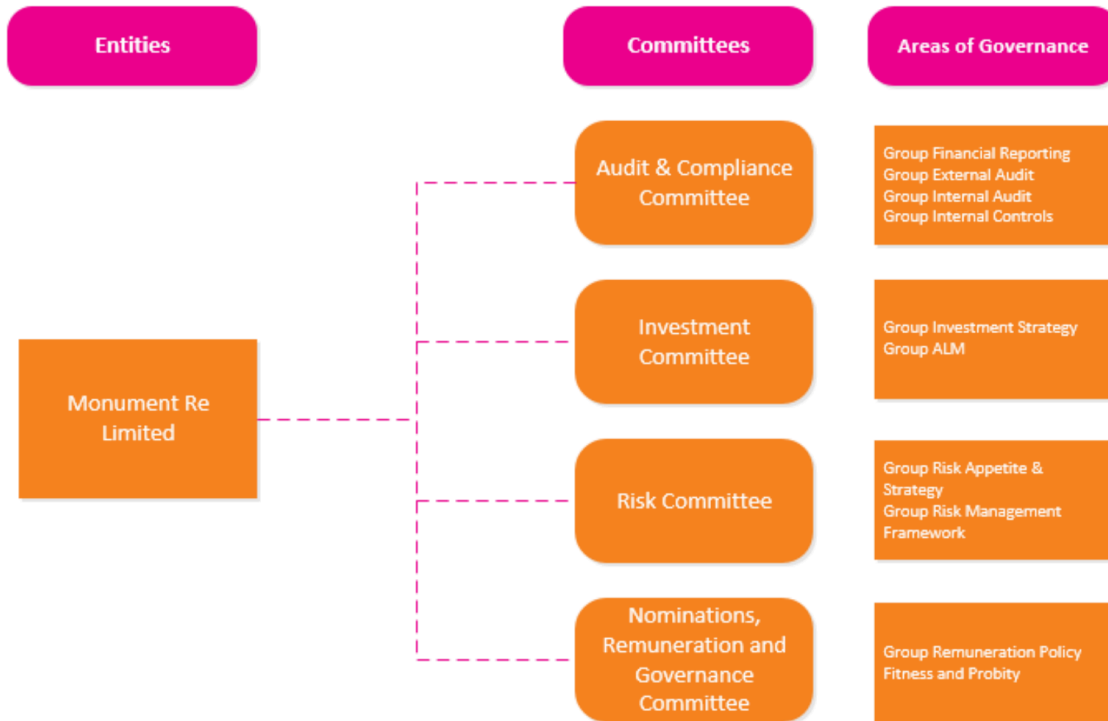 Entities
Committees
Areas of Governance
Audit & Compliance
Committee
Group Financial Reporting
Group External Audit
Group Internal Audit
Group Internal Controls
Investment
Committee
Group Investment Strategy
Group ALM
Monument Re
Limited
Risk Committee
Group Risk Appetite &
Strategy
Group Risk Management
Framework
Nominations,
Remuneration and
Governance
Committee
Group Remuneration Policy
Fitness and Probity